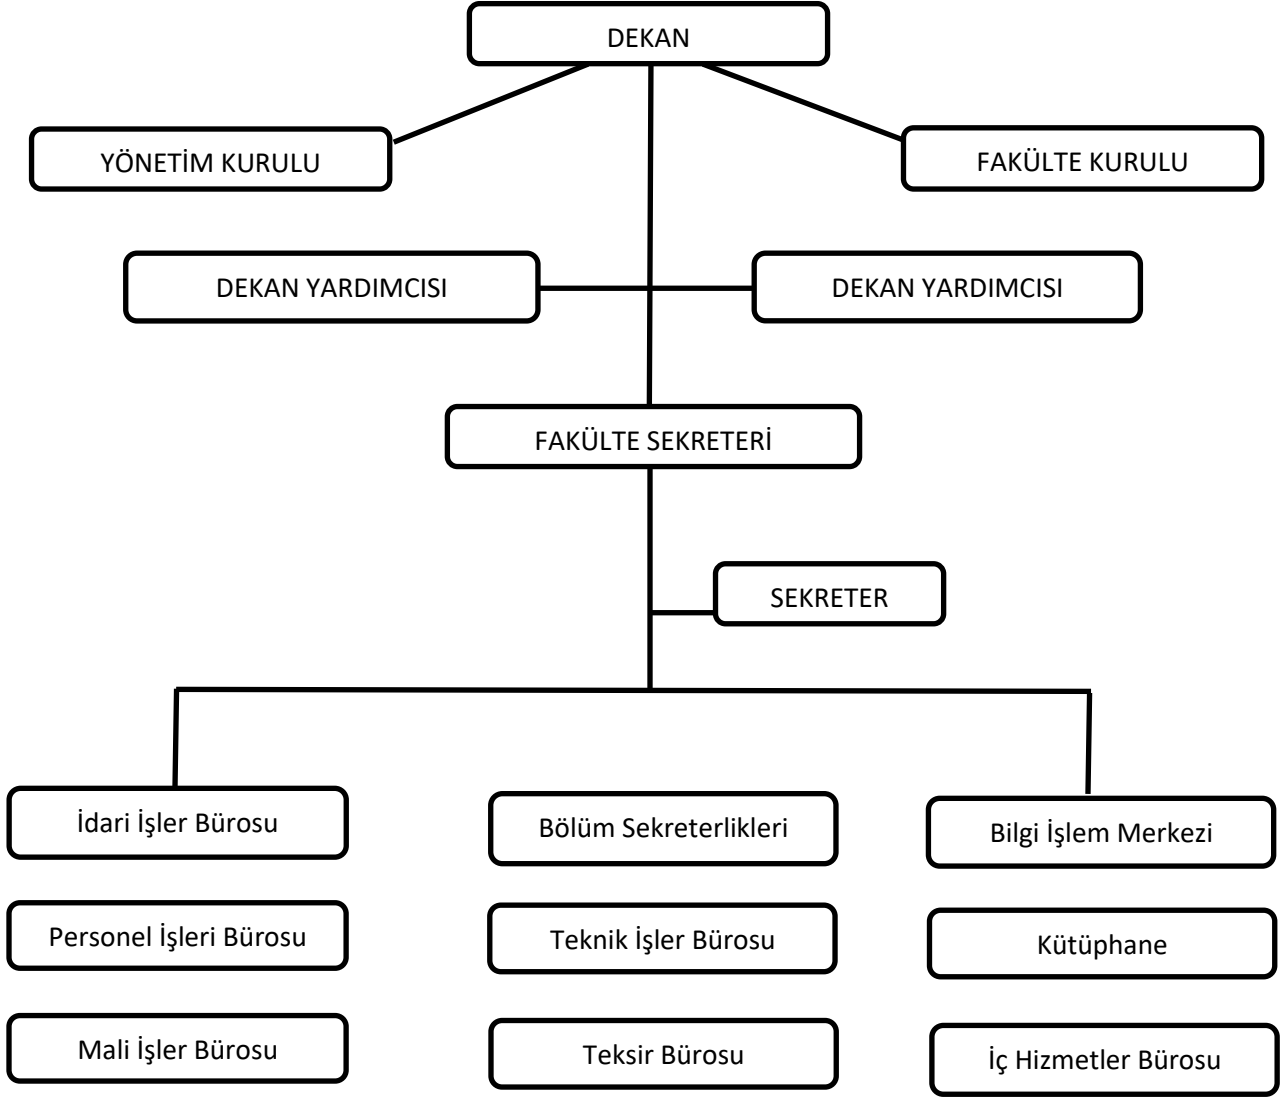 DEKAN
YÖNETİM KURULU
FAKÜLTE KURULU
DEKAN YARDIMCISI
DEKAN YARDIMCISI
FAKÜLTE SEKRETERİ
SEKRETER
İdari İşler Bürosu
Bölüm Sekreterlikleri
Bilgi İşlem Merkezi
Personel İşleri Bürosu
Teknik İşler Bürosu
Kütüphane
Mali İşler Bürosu
Teksir Bürosu
İç Hizmetler Bürosu